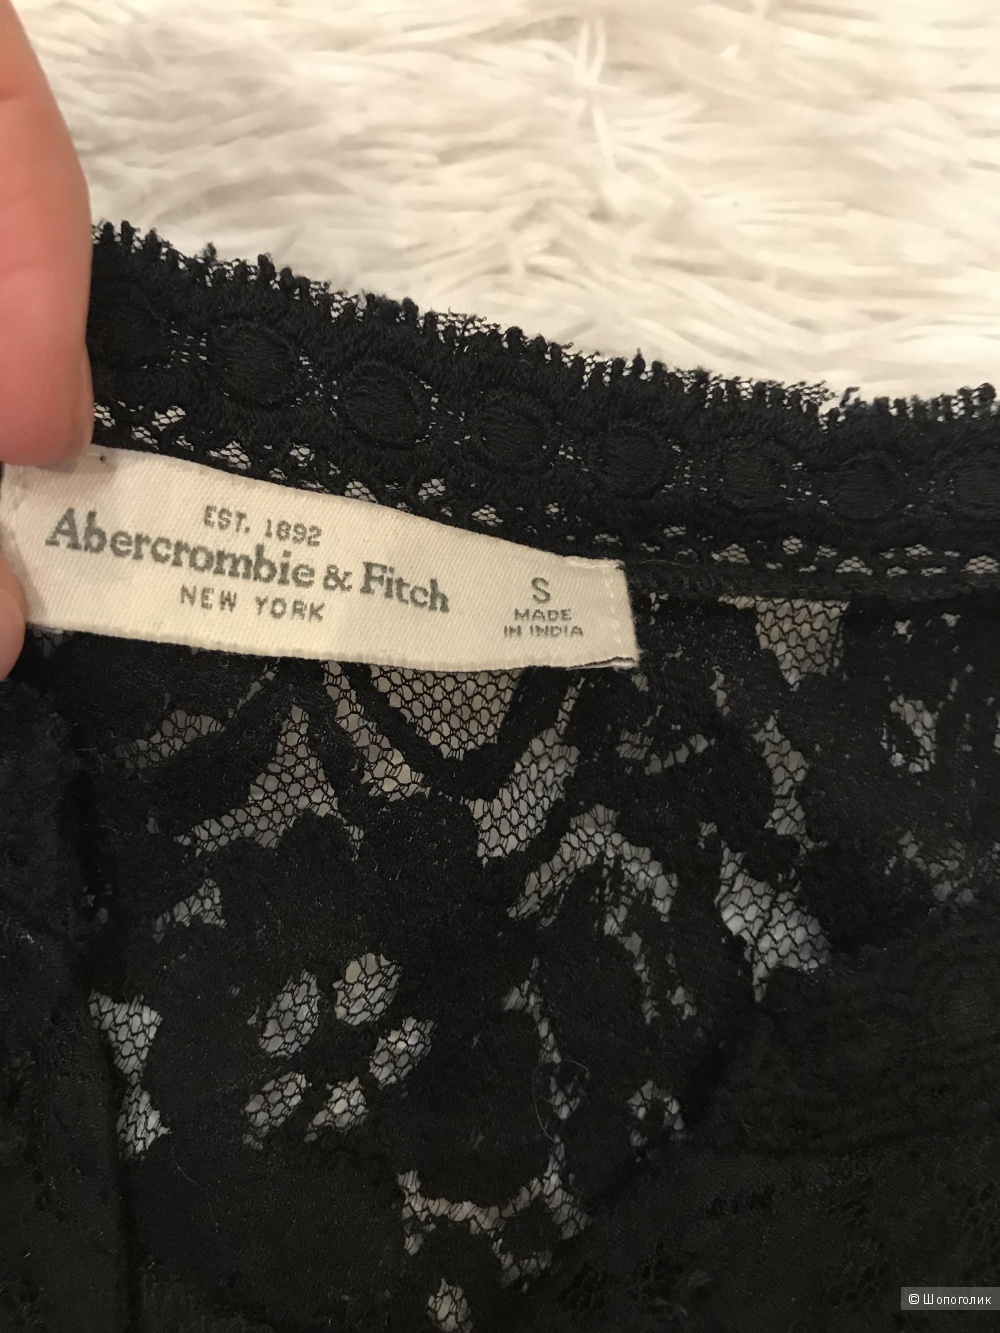 EST. 1892
Abercrombie & Fitch
NEW YORK
S
MADE
IN INDIA
© Шопоголик